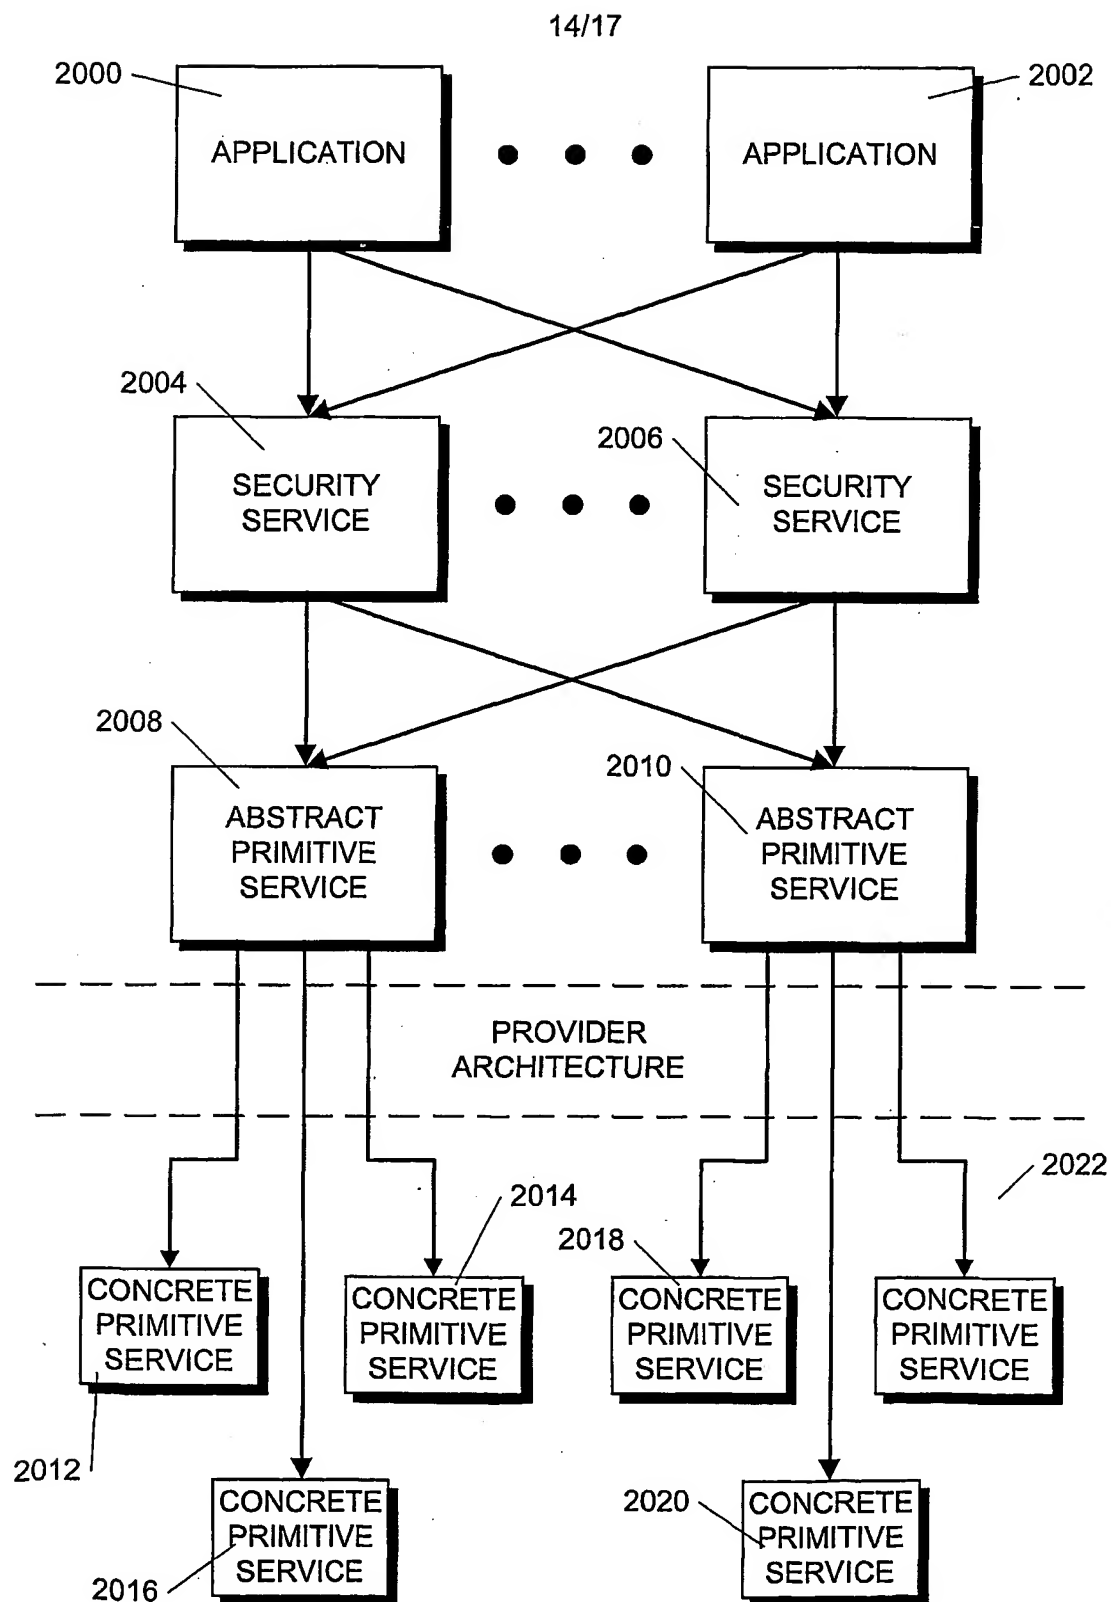 14/17
2000
2002
APPLICATION
APPLICATION
2004
2006
SECURITY
SERVICE
SECURITY
SERVICE
2008
2010
ABSTRACT
PRIMITIVE
SERVICE
ABSTRACT
PRIMITIVE
SERVICE
PROVIDER
ARCHITECTURE
2014
2018
2022
CONCRETE
PRIMITIVE
SERVICE
CONCRETE
PRIMITIVE
SERVICE
CONCRETE
PRIMITIVE
SERVICE
CONCRETE
PRIMITIVE
SERVICE
2012
CONCRETE
PRIMITIVE
SERVICE
2016
2020
CONCRETE
PRIMITIVE
SERVICE